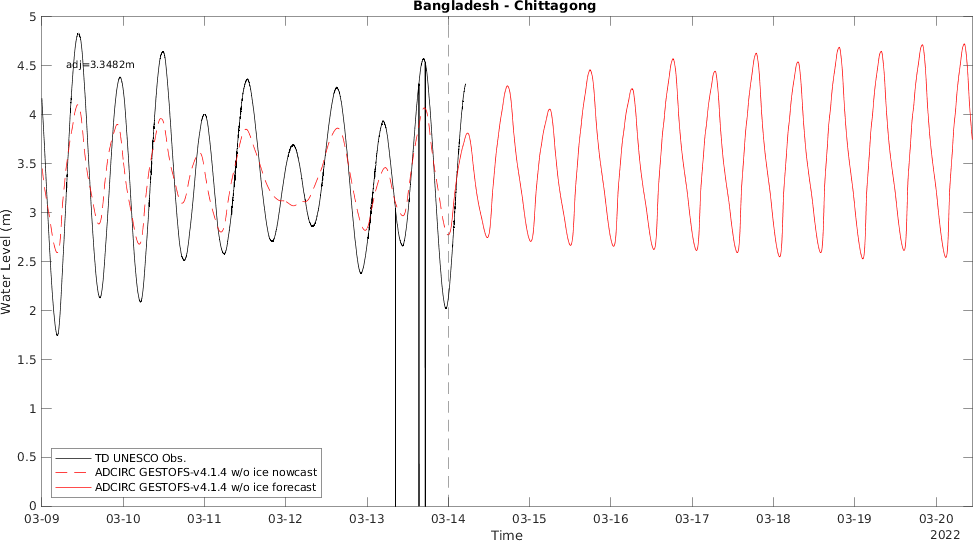 Bangladesh - Chittagong
Water Level (m)
5
4.5
4
3.5
3
2.5
2
1.5
1
0.5
0
adj=3.3482m
TD UNESCO Obs.
ADCIRC GESTOFS-v4.1.4 w/o ice nowcast
ADCIRC GESTOFS-v4.1.4 w/o ice forecast
03-09 03-10 03-11 03-12 03-13 03-14 03-15 03-16 03-17 03-18 03-19 03-20
2022
Time